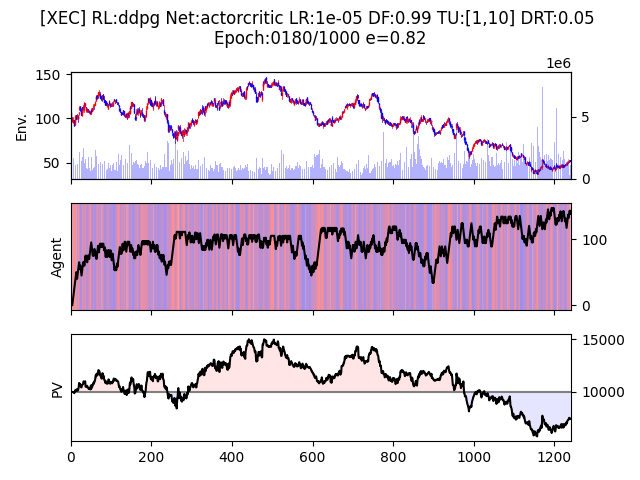 [XEC] RL:ddpg Net:actorcritic LR:1e-05 DF:0.99 TU:[1,10] DRT:0.05
Epoch:0180/1000 e=0.82
1e6
150
100
50
Env.
5
0
Agent
100
0
PV
15000
10000
0 200 400 600 800 1000 1200